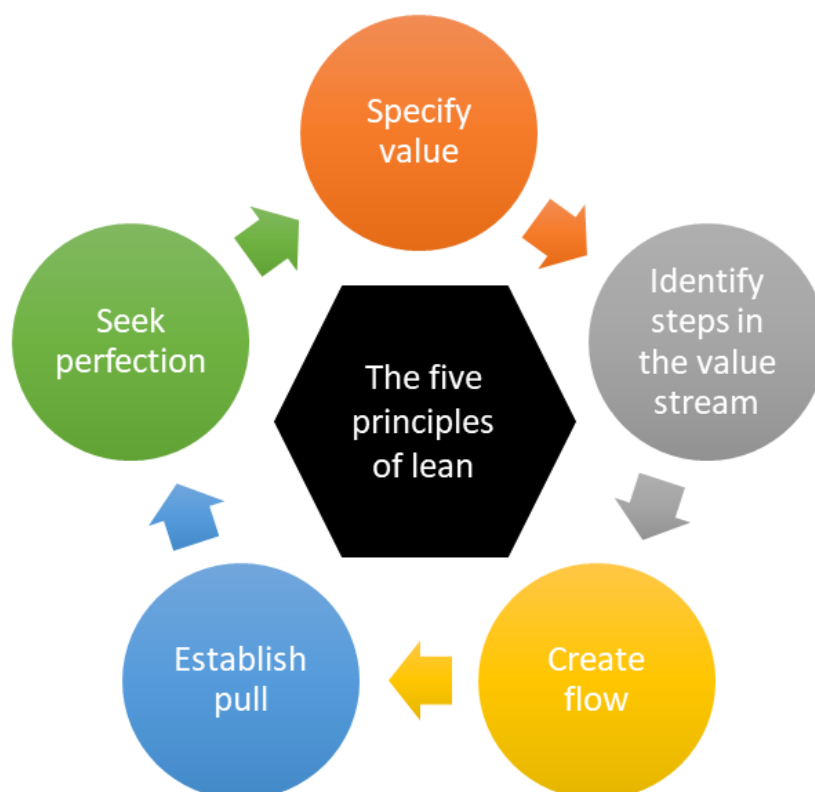 Specify
value
Identify
steps in
the value
stream
Create
flow
Establish
pull
Seek
perfection
The five
principles
of lean